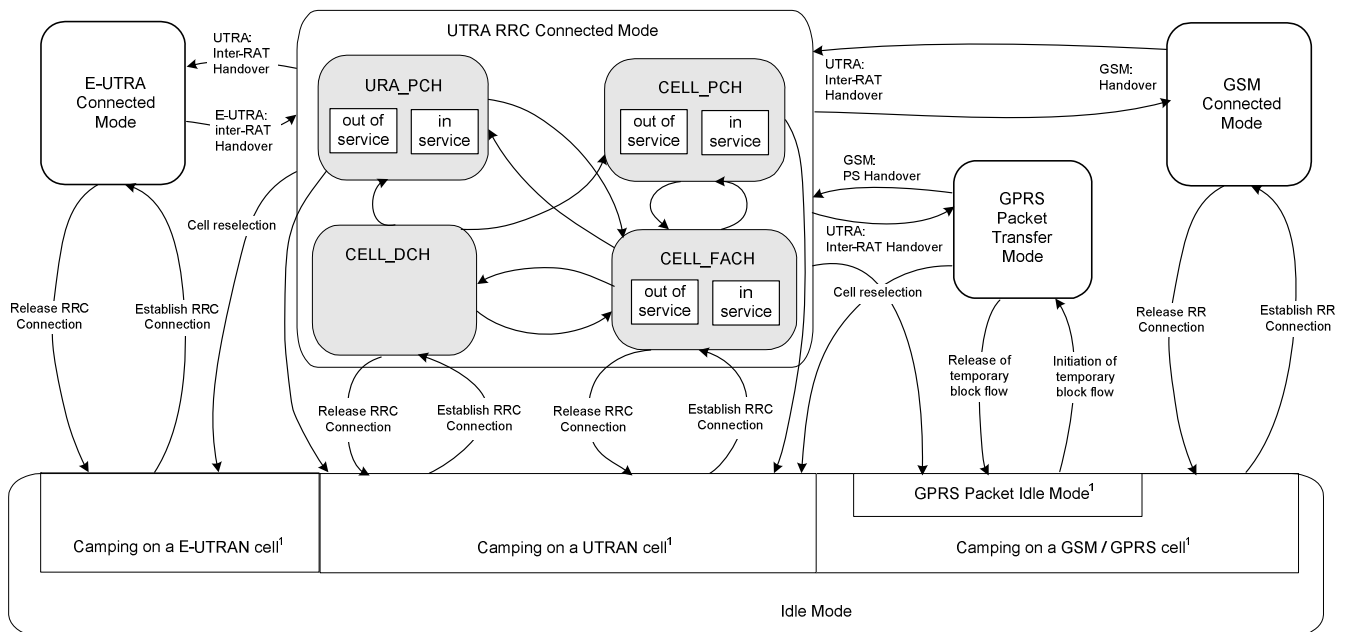 UTRA RRC Connected Mode
E-UTRA
Connected
Mode
UTRA:
Inter-RAT
Handover
E-UTRA:
inter-RAT
Handover
URA_PCH
out of
service
in
service
CELL_PCH
out of
service
in
service
UTRA:
Inter-RAT
Handover
GSM:
Handover
GSM
Connected
Mode
GSM:
PS Handover
GPRS
Packet
Transfer
Mode
UTRA:
Inter-RAT Handover
Cell reselection
CELL_DCH
CELL_FACH
out of
service
in
service
Cell reselection
Release RRC
Connection
Establish RRC
Connection
Release RR
Connection
Establish RR
Connection
Release of
temporary
block flow
Initiation of
temporary
block flow
Release RRC
Connection
Establish RRC
Connection
Release RRC
Connection
Establish RRC
Connection
GPRS Packet Idle Mode¹
Camping on a E-UTRAN cell¹
Camping on a UTRAN cell¹
Camping on a GSM / GPRS cell¹
Idle Mode